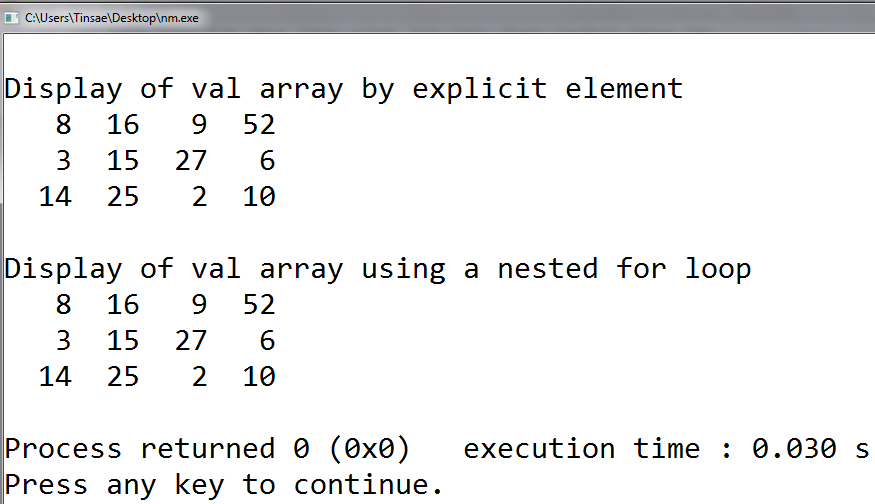 C:\Users\Tinsae\Desktop\nm.exe
Display of val array by explicit element
   8  16   9  52
   3  15  27   6
  14  25   2  10
Display of val array using a nested for loop
   8  16   9  52
   3  15  27   6
  14  25   2  10
Process returned 0 (0x0)   execution time : 0.030 s
Press any key to continue.